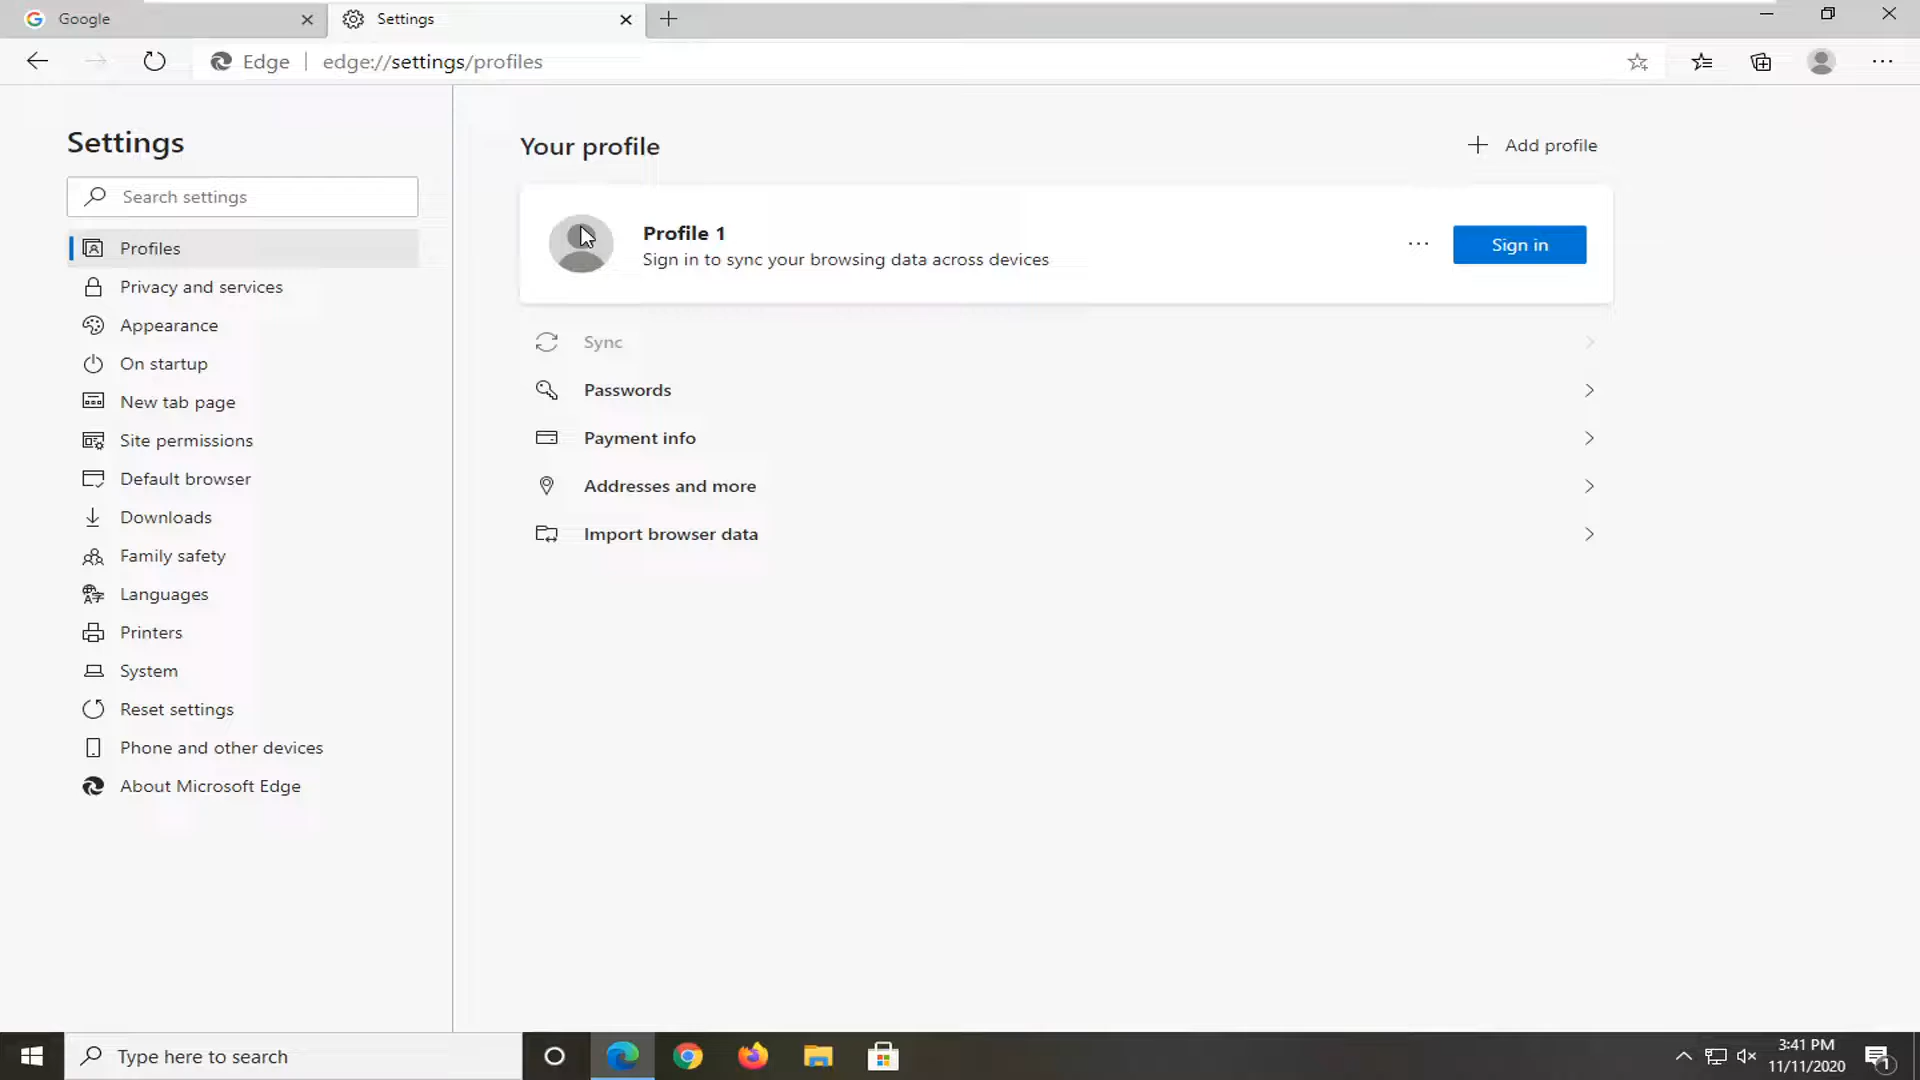 Google
Settings
Edge
edge://settings/profiles
Settings
Search settings
Profiles
Privacy and services
Appearance
On startup
New tab page
Site permissions
Default browser
Downloads
Family safety
Languages
Printers
System
Reset settings
Phone and other devices
About Microsoft Edge
Your profile
Add profile
Profile 1
Sign in to sync your browsing data across devices
Sign in
Sync
Passwords
Payment info
Addresses and more
Import browser data
Type here to search
3:41 PM
11/11/2020
1